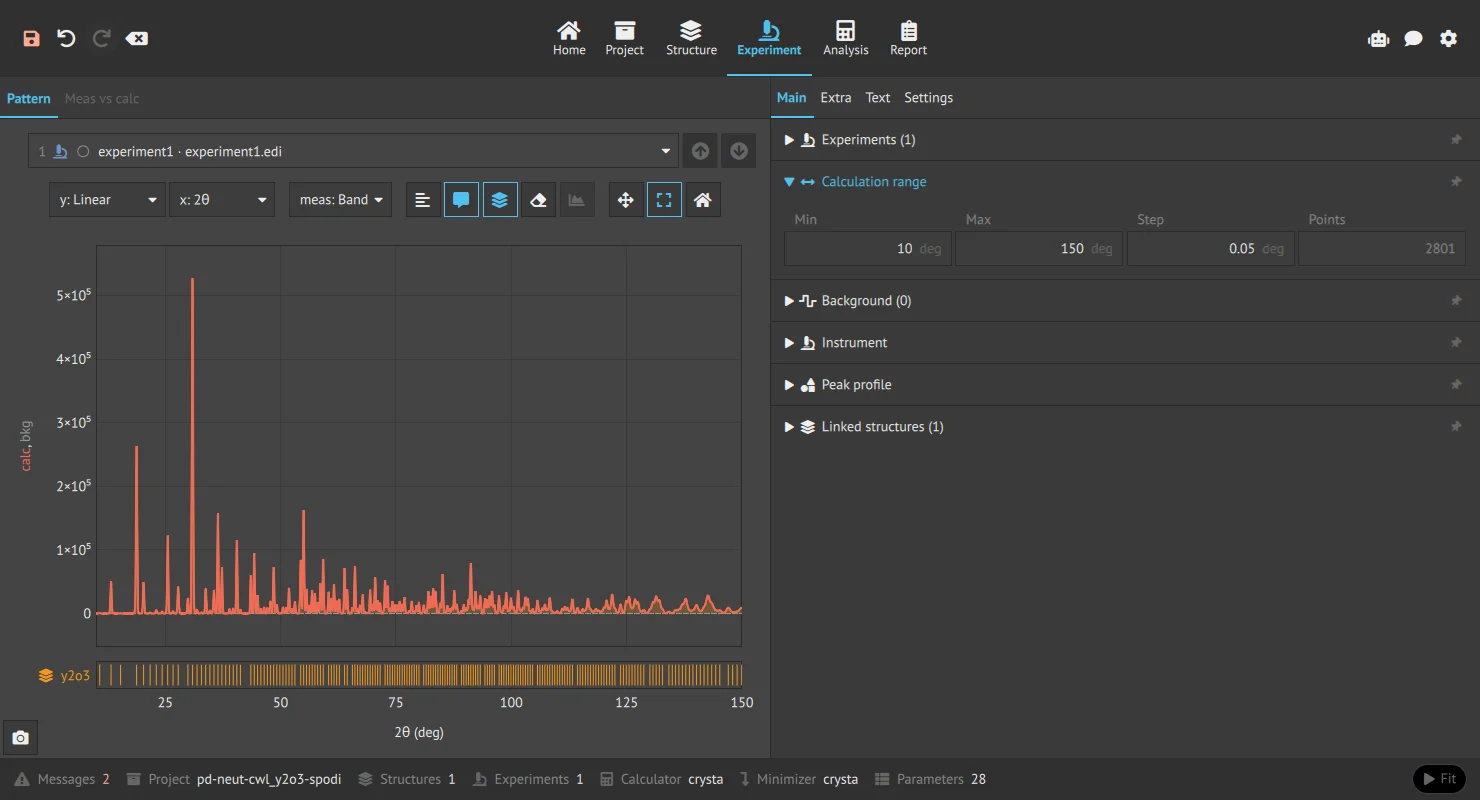 Home
Project
Structure
Experiment
Analysis
Report
Pattern
Meas vs calc
Main
Extra
Text
Settings
1
experiment1 · experiment1.edi
y: Linear
x: 2θ
meas: Band
5×10⁵
4×10⁵
3×10⁵
2×10⁵
1×10⁵
0
calc, bkg
y2o3
25
50
75
100
125
150
2θ (deg)
Experiments (1)
Calculation range
Min
Max
Step
Points
10 deg
150 deg
0.05 deg
2801
Background (0)
Instrument
Peak profile
Linked structures (1)
Messages 2
Project pd-neut-cwl_y2o3-spodi
Structures 1
Experiments 1
Calculator crysta
Minimizer crysta
Parameters 28
Fit